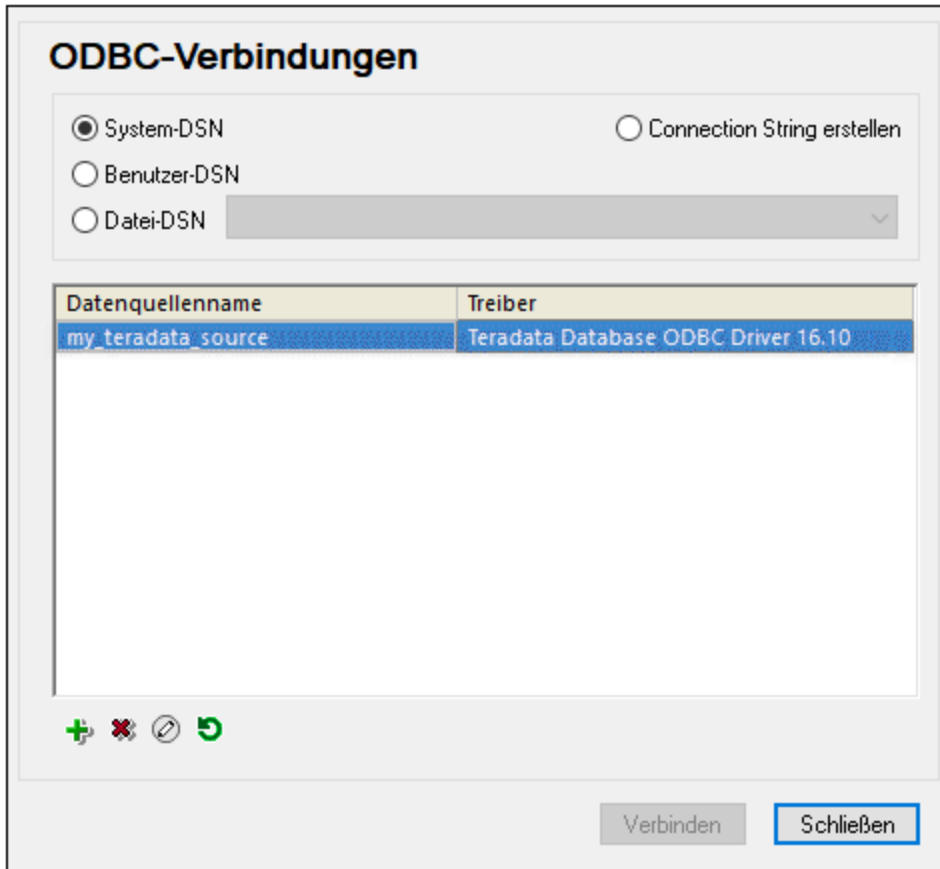 ODBC-Verbindungen
System-DSN Connection String erstellen
Benutzer-DSN
Datei-DSN
Datenquellenname Treiber
my_teradata_source Teradata Database ODBC Driver 16.10
Verbinden Schließen